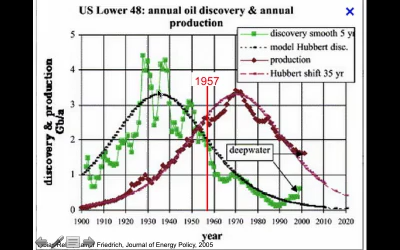 US Lower 48: annual oil discovery & annual
production
discovery smooth 5 yr
model Hubbert disc.
production
Hubbert shift 35 yr
1957
deepwater
discovery & production
Gb/a
5
4
3
2
1
0
1900 1910 1920 1930 1940 1950 1960 1970 1980 1990 2000 2010 2020
year
Friedrich, Journal of Energy Policy, 2005